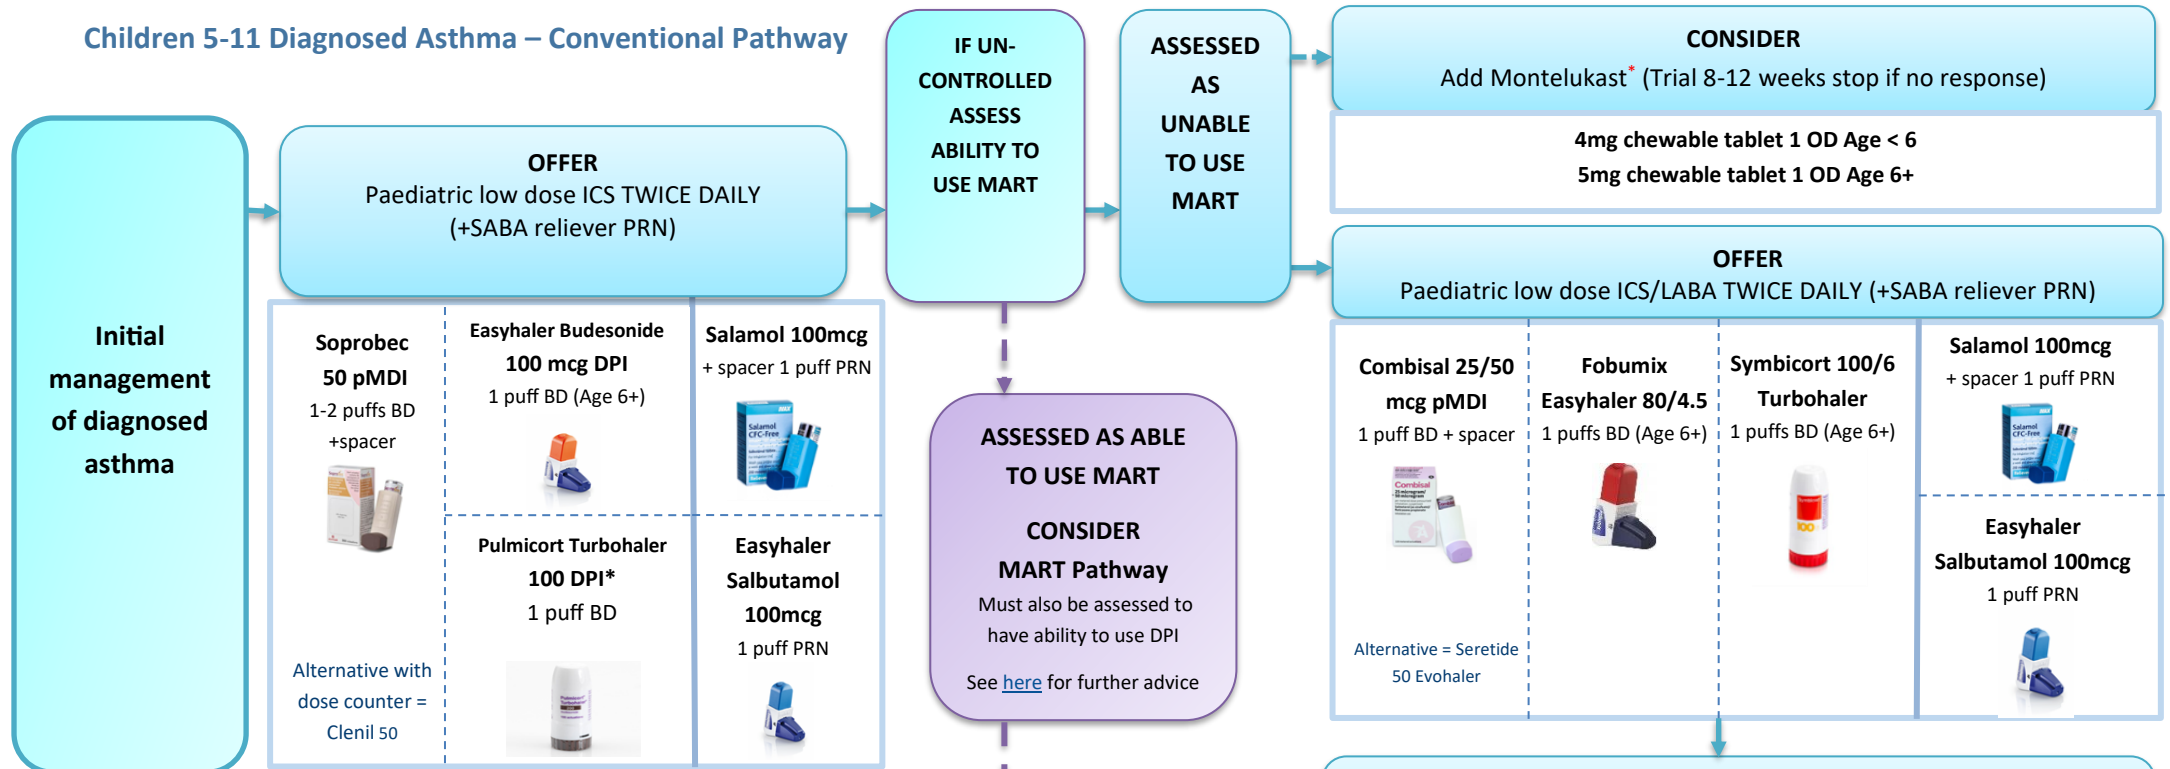 Children 5-11 Diagnosed Asthma – Conventional Pathway
Initial
management
of diagnosed
asthma
OFFER
Paediatric low dose ICS TWICE DAILY
(+SABA reliever PRN)
Soprobec
50 pMDI
1-2 puffs BD
+spacer
Alternative with
dose counter =
Clenil 50
Easyhaler Budesonide
100 mcg DPI
1 puff BD (Age 6+)
Pulmicort Turbohaler
100 DPI*
1 puff BD
Salamol 100mcg
+ spacer 1 puff PRN
Salamol
CFC-Free
Easyhaler
Salbutamol
100mcg
1 puff PRN
IF UN-
CONTROLLED
ASSESS
ABILITY TO
USE MART
ASSESSED AS ABLE
TO USE MART
CONSIDER
MART Pathway
Must also be assessed to
have ability to use DPI
See here for further advice
ASSESSED
AS
UNABLE
TO USE
MART
CONSIDER
Add Montelukast* (Trial 8-12 weeks stop if no response)
4mg chewable tablet 1 OD Age < 6
5mg chewable tablet 1 OD Age 6+
OFFER
Paediatric low dose ICS/LABA TWICE DAILY (+SABA reliever PRN)
Combisal 25/50
mcg pMDI
1 puff BD + spacer
Combisal
Alternative = Seretide
50 Evohaler
Fobumix
Easyhaler 80/4.5
1 puffs BD (Age 6+)
Symbicort 100/6
Turbohaler
1 puffs BD (Age 6+)
100
Salamol 100mcg
+ spacer 1 puff PRN
Salamol
CFC-Free
Easyhaler
Salbutamol 100mcg
1 puff PRN